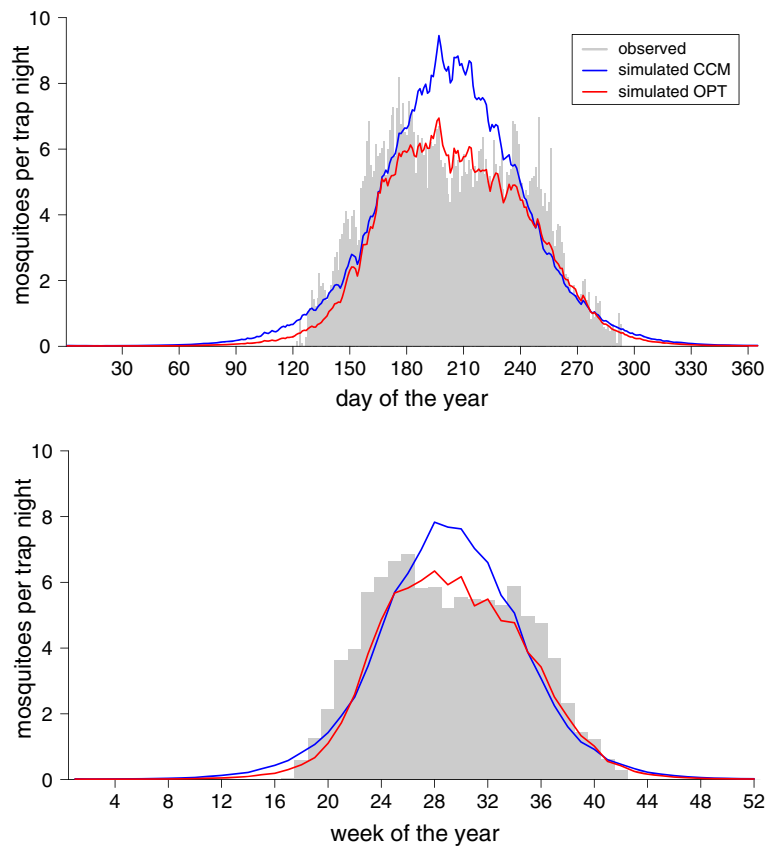 mosquitoes per trap night
10
8
6
4
2
0
observed
simulated CCM
simulated OPT
30 60 90 120 150 180 210 240 270 300 330 360
day of the year
mosquitoes per trap night
10
8
6
4
2
0
4 8 12 16 20 24 28 32 36 40 44 48 52
week of the year